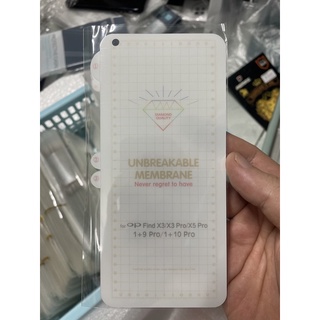 UNBREAKABLE
MEMBRANE
Never regret to have
for OP Find X3/X3 Pro/X5 Pro
1+9 Pro/1+10 Pro